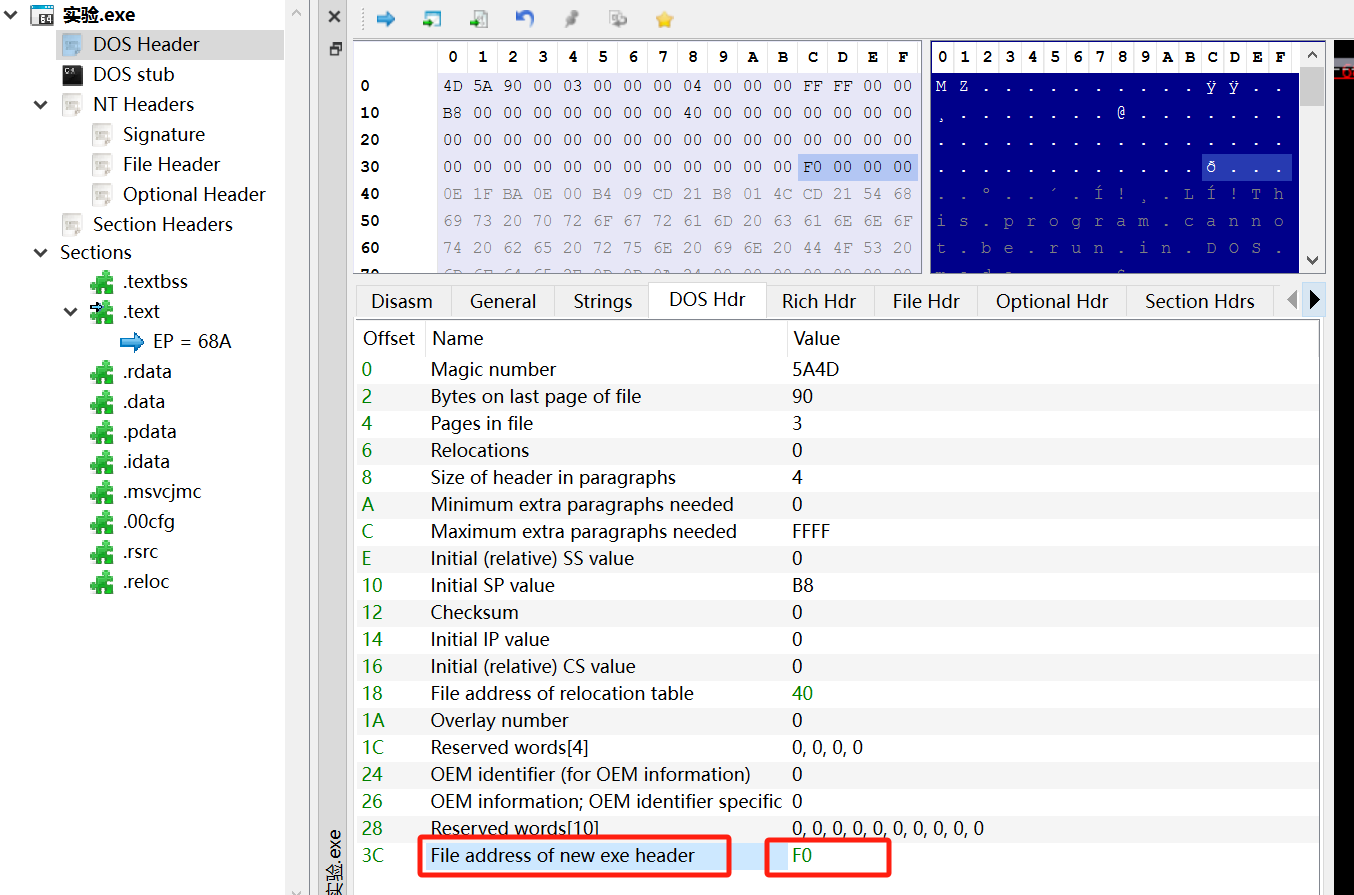 实验.exe
DOS Header
DOS stub
NT Headers
Signature
File Header
Optional Header
Section Headers
Sections
.textbss
.text
EP = 68A
.rdata
.data
.pdata
.idata
.msvcjmc
.00cfg
.rsrc
.reloc
实验.exe
0 1 2 3 4 5 6 7 8 9 A B C D E F
0 4D 5A 90 00 03 00 00 00 04 00 00 00 FF FF 00 00
10 B8 00 00 00 00 00 00 00 40 00 00 00 00 00 00 00
20 00 00 00 00 00 00 00 00 00 00 00 00 00 00 00 00
30 00 00 00 00 00 00 00 00 00 00 00 00 F0 00 00 00
40 0E 1F BA 0E 00 B4 09 CD 21 B8 01 4C CD 21 54 68
50 69 73 20 70 72 6F 67 72 61 6D 20 63 61 6E 6E 6F
60 74 20 62 65 20 72 75 6E 20 69 6E 20 44 4F 53 20
0 1 2 3 4 5 6 7 8 9 A B C D E F
M Z . . . . . . . . . . ÿ ÿ . .
¸ . . . . . . . @ . . . . . . .
. . . . . . . . . . . . . . . .
. . . . . . . . . . . . ð . . .
. . º . . ´ . Í ! ¸ . L Í ! T h
i s . p r o g r a m . c a n n o
t . b e . r u n . i n . D O S .
Disasm General Strings DOS Hdr Rich Hdr File Hdr Optional Hdr Section Hdrs
Offset Name Value
0 Magic number 5A4D
2 Bytes on last page of file 90
4 Pages in file 3
6 Relocations 0
8 Size of header in paragraphs 4
A Minimum extra paragraphs needed 0
C Maximum extra paragraphs needed FFFF
E Initial (relative) SS value 0
10 Initial SP value B8
12 Checksum 0
14 Initial IP value 0
16 Initial (relative) CS value 0
18 File address of relocation table 40
1A Overlay number 0
1C Reserved words[4] 0, 0, 0, 0
24 OEM identifier (for OEM information) 0
26 OEM information; OEM identifier specific 0
28 Reserved words[10] 0, 0, 0, 0, 0, 0, 0, 0, 0, 0
3C File address of new exe header F0